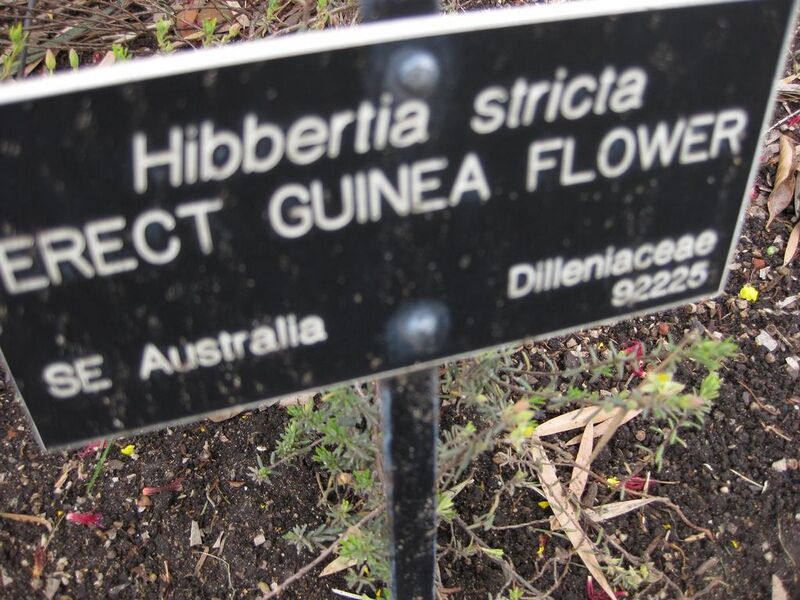 Hibbertia stricta
ERECT GUINEA FLOWER
Dilleniaceae
92225
SE Australia